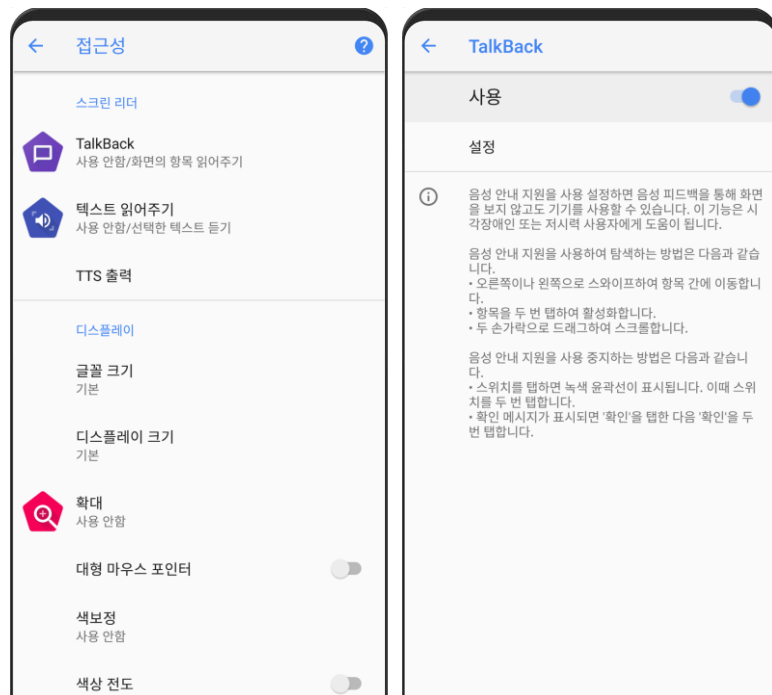 접근성
스크린 리더
TalkBack
사용 안함/화면의 항목 읽어주기
텍스트 읽어주기
사용 안함/선택한 텍스트 듣기
TTS 출력
디스플레이
글꼴 크기
기본
디스플레이 크기
기본
확대
사용 안함
대형 마우스 포인터
색보정
사용 안함
색상 전도
TalkBack
사용
설정
음성 안내 지원을 사용 설정하면 음성 피드백을 통해 화면
을 보지 않고도 기기를 사용할 수 있습니다. 이 기능은 시
각장애인 또는 저시력 사용자에게 도움이 됩니다.
음성 안내 지원을 사용하여 탐색하는 방법은 다음과 같습
니다.
• 오른쪽이나 왼쪽으로 스와이프하여 항목 간에 이동합니
다.
• 항목을 두 번 탭하여 활성화합니다.
• 두 손가락으로 드래그하여 스크롤합니다.
음성 안내 지원을 사용 중지하는 방법은 다음과 같습니
다.
• 스위치를 탭하면 녹색 윤곽선이 표시됩니다. 이때 스위
치를 두 번 탭합니다.
• 확인 메시지가 표시되면 '확인'을 탭한 다음 '확인'을 두
번 탭합니다.